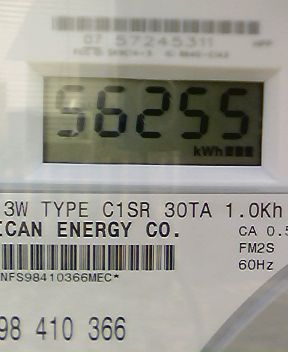 07 57245311
56255
kWh
3W TYPE C1SR 30TA 1.0Kh
ICAN ENERGY CO.
CA 0.5
FM2S
60Hz
NFS98410366MEC*
98 410 366